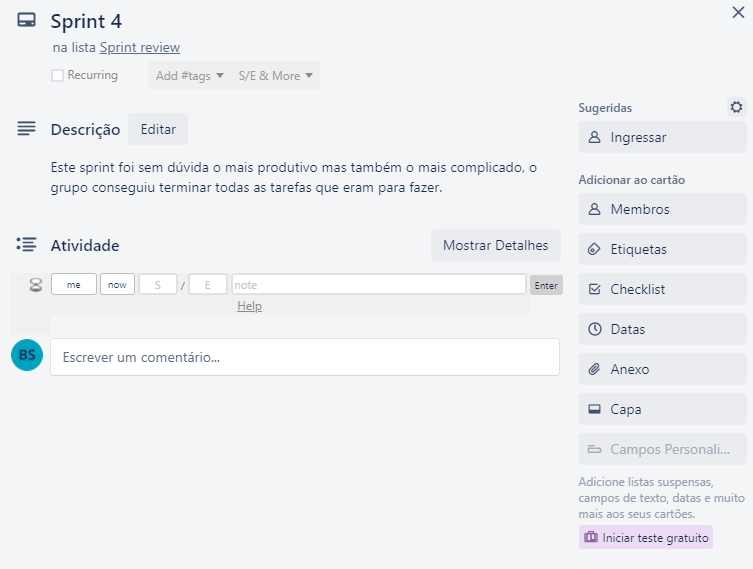 Sprint 4
na lista Sprint review
Recurring Add #tags S/E & More
Descrição Editar
Este sprint foi sem dúvida o mais produtivo mas também o mais complicado, o
grupo conseguiu terminar todas as tarefas que eram para fazer.
Atividade Mostrar Detalhes
me now S / E note Enter
Help
BS Escrever um comentário...
Sugeridas
Ingressar
Adicionar ao cartão
Membros
Etiquetas
Checklist
Datas
Anexo
Capa
Campos Personali...
Adicione listas suspensas,
campos de texto, datas e muito
mais aos seus cartões.
Iniciar teste gratuito